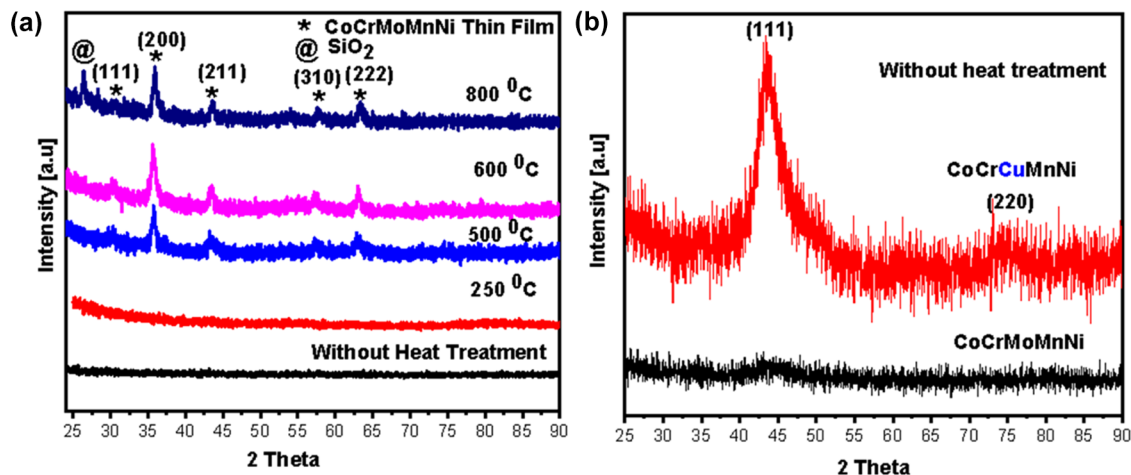 (a)
* CoCrMoMnNi Thin Film
@ SiO2
@
(111)
*
(200)
*
(211)
*
(310)
*
(222)
*
800 ⁰C
600 ⁰C
500 ⁰C
250 ⁰C
Without Heat Treatment
Intensity [a.u]
25 30 35 40 45 50 55 60 65 70 75 80 85 90
2 Theta
(b)
(111)
Without heat treatment
CoCrCuMnNi
(220)
CoCrMoMnNi
Intensity [a.u]
25 30 35 40 45 50 55 60 65 70 75 80 85 90
2 Theta